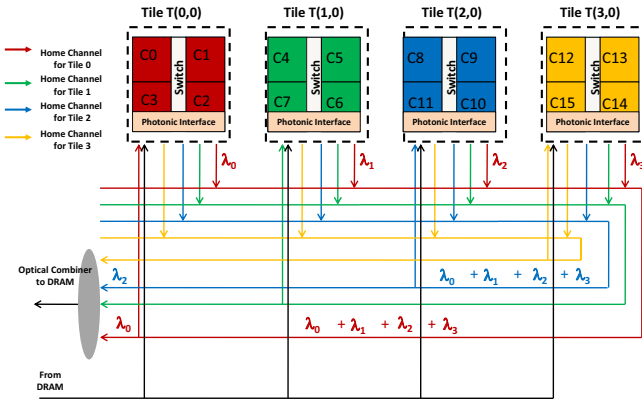 Tile T(0,0) Tile T(1,0) Tile T(2,0) Tile T(3,0)
Home Channel
for Tile 0
Home Channel
for Tile 1
Home Channel
for Tile 2
Home Channel
for Tile 3
C0 Switch C1
C3 C2
Photonic Interface
C4 Switch C5
C7 C6
Photonic Interface
C8 Switch C9
C11 C10
Photonic Interface
C12 Switch C13
C15 C14
Photonic Interface
λ0 λ1 λ2 λ3
Optical Combiner
to DRAM
λ2 λ0 + λ1 + λ2 + λ3
λ0 λ0 + λ1 + λ2 + λ3
From
DRAM